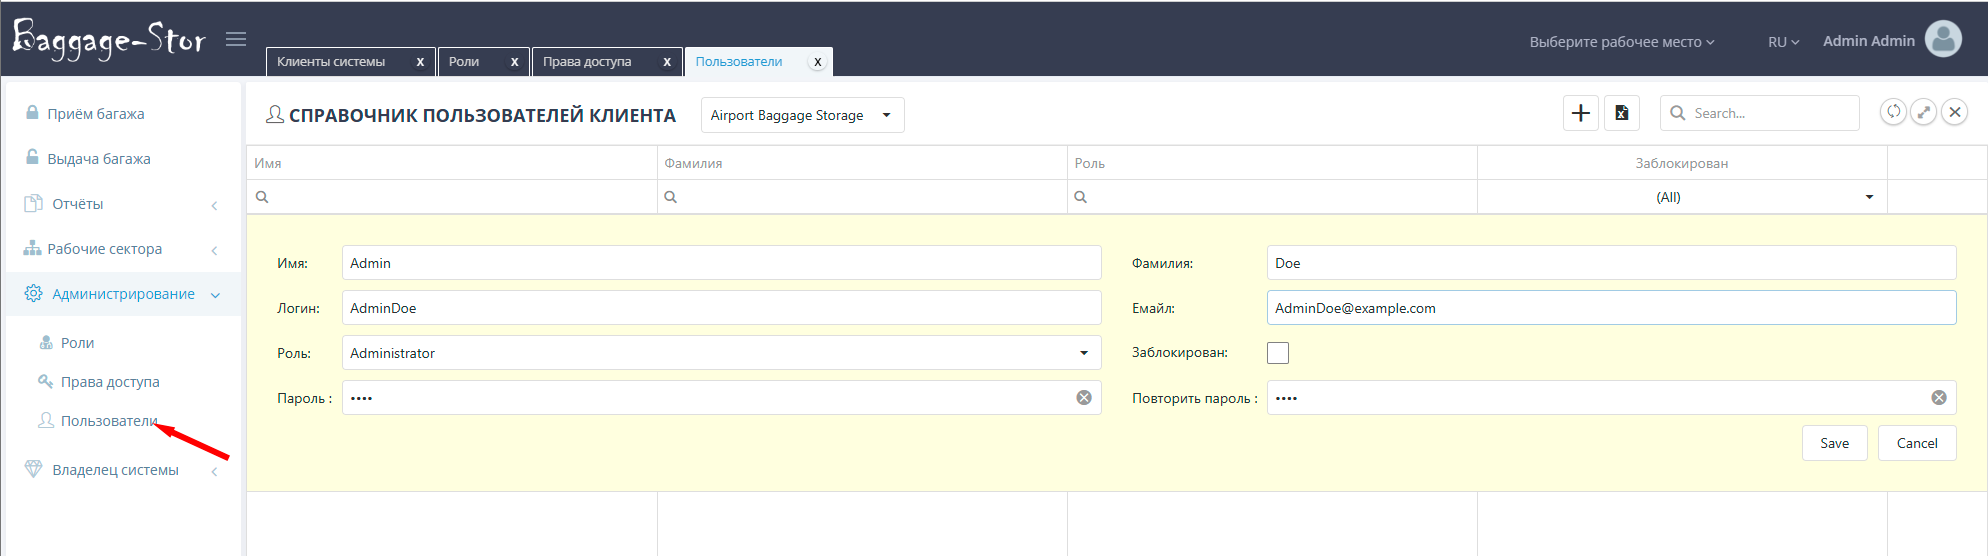 Baggage-Stor
Клиенты системы x Роли x Права доступа x Пользователи x
Выберите рабочее место RU Admin Admin
Приём багажа
Выдача багажа
Отчёты
Рабочие сектора
Администрирование
Роли
Права доступа
Пользователи
Владелец системы
СПРАВОЧНИК ПОЛЬЗОВАТЕЛЕЙ КЛИЕНТА Airport Baggage Storage Search...
Имя Фамилия Роль Заблокирован
(All)
Имя: Admin Фамилия: Doe
Логин: AdminDoe Емайл: AdminDoe@example.com
Роль: Administrator Заблокирован:
Пароль : •••• Повторить пароль : ••••
Save Cancel